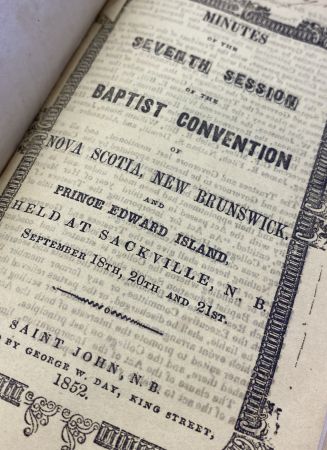 MINUTES
OF THE
SEVENTH SESSION
OF THE
BAPTIST CONVENTION
OF
NOVA SCOTIA, NEW BRUNSWICK,
AND
PRINCE EDWARD ISLAND.
HELD AT SACKVILLE, N. B.
SEPTEMBER 18TH, 20TH AND 21ST.
SAINT JOHN, N. B.
BY GEORGE W. DAY, KING STREET,
1852.